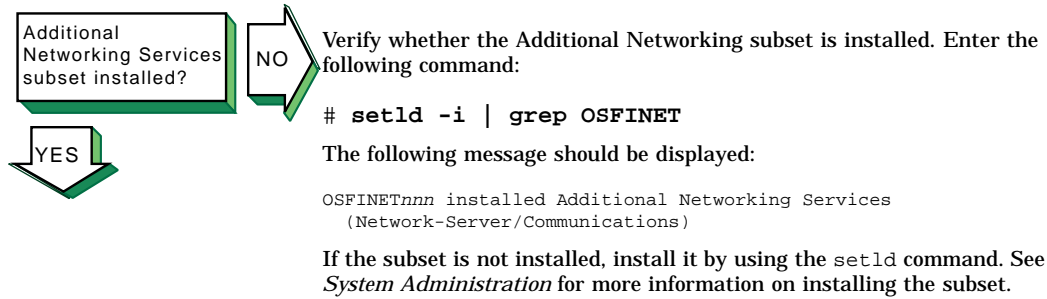 Additional
Networking Services
subset installed?
NO
YES
Verify whether the Additional Networking subset is installed. Enter the
following command:
# setld -i | grep OSFINET
The following message should be displayed:
OSFINETnnn installed Additional Networking Services
(Network-Server/Communications)
If the subset is not installed, install it by using the setld command. See
System Administration for more information on installing the subset.